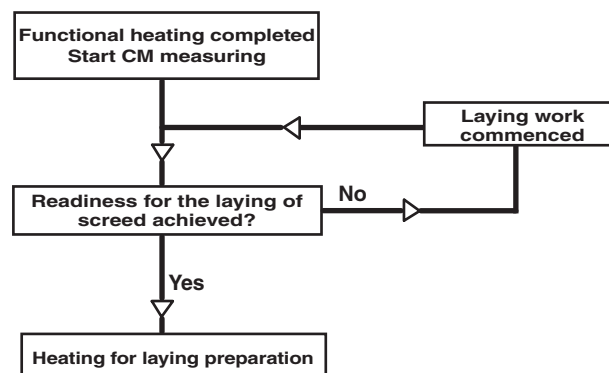 Functional heating completed
Start CM measuring
Laying work
commenced
Readiness for the laying of
screed achieved?
No
Yes
Heating for laying preparation